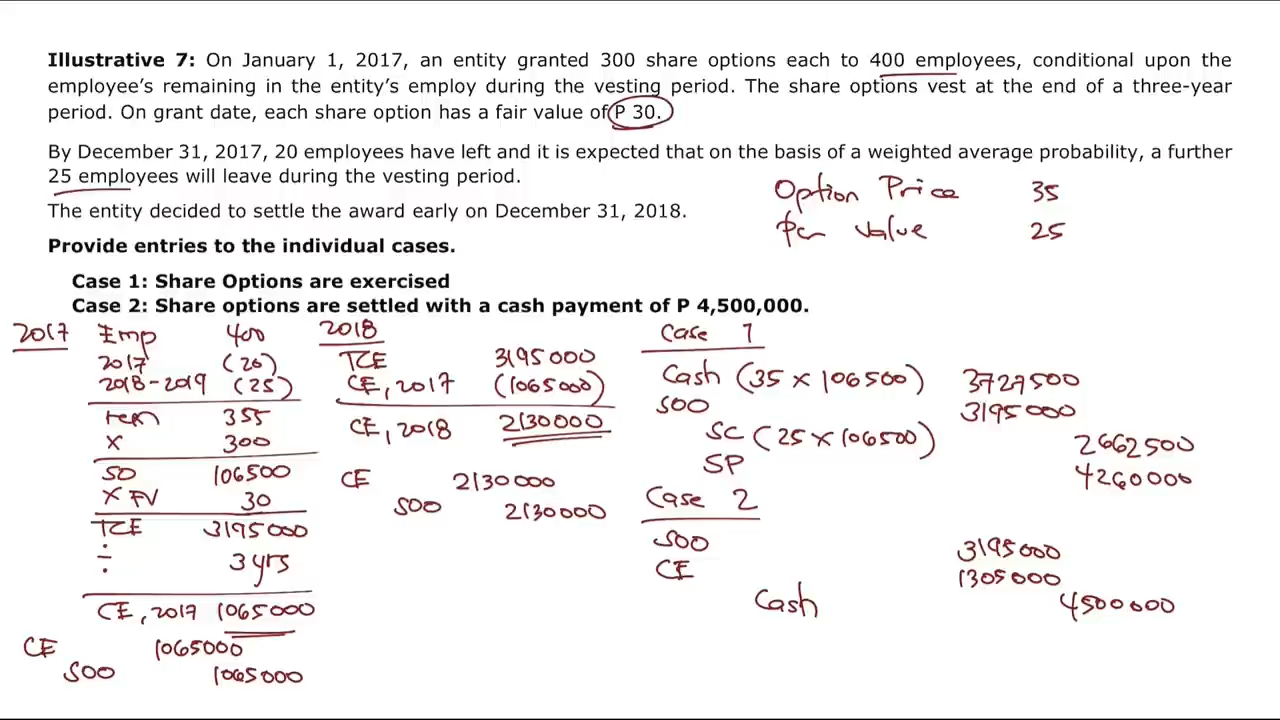 Illustrative 7: On January 1, 2017, an entity granted 300 share options each to 400 employees, conditional upon the
employee's remaining in the entity's employ during the vesting period. The share options vest at the end of a three-year
period. On grant date, each share option has a fair value of P 30.
By December 31, 2017, 20 employees have left and it is expected that on the basis of a weighted average probability, a further
25 employees will leave during the vesting period.
The entity decided to settle the award early on December 31, 2018.
Option Price 35
Par value 25
Provide entries to the individual cases.
Case 1: Share Options are exercised
Case 2: Share options are settled with a cash payment of P 4,500,000.
2017 Emp 400
2017 (20)
2018-2019 (25)
rem 355
x 300
SO 106500
x FV 30
TCE 3195000
÷ 3 yrs
CE, 2017 1065000
CE 1065000
SOO 1065000
2018
TCE 3195000
CE, 2017 (1065000)
CE, 2018 2130000
CE 2130000
SOO 2130000
Case 1
Cash (35 x 106500) 3727500
SOO 3195000
SC (25 x 106500) 2662500
SP 4260000
Case 2
SOO 3195000
CE 1305000
Cash 4500000